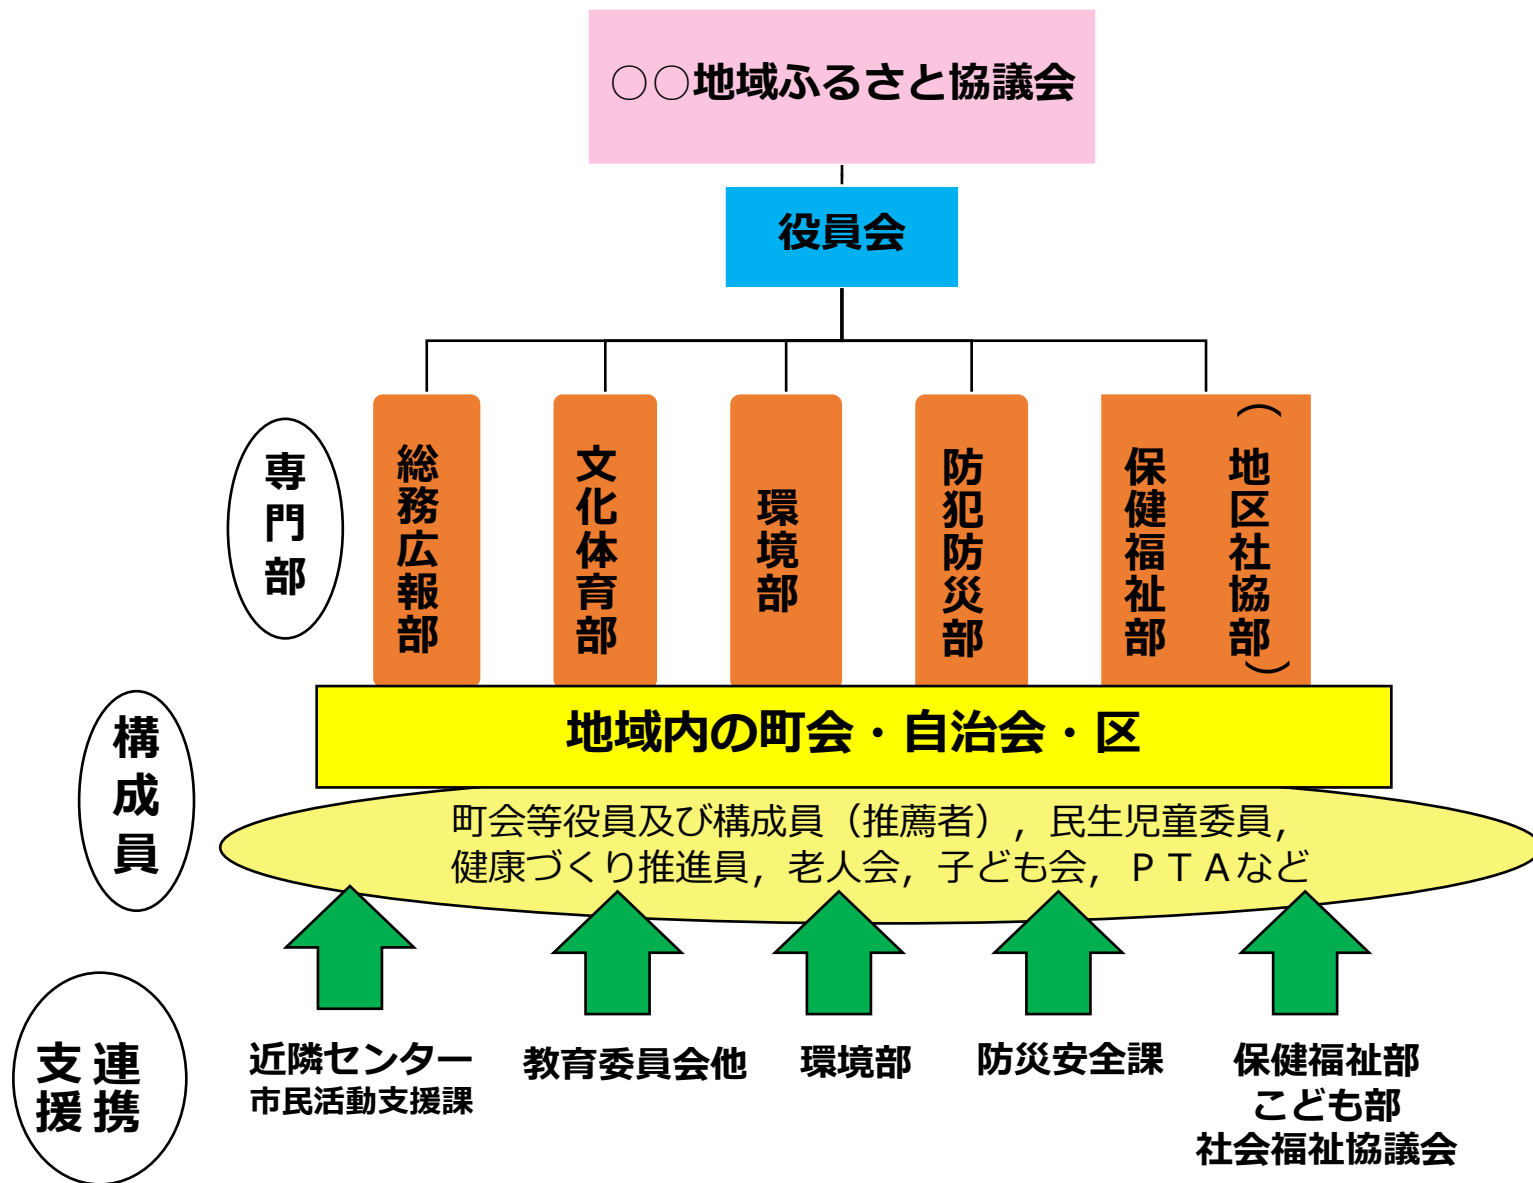 ○○地域ふるさと協議会
役員会
専門部
総務広報部
文化体育部
環境部
防犯防災部
保健福祉部
（地区社協部）
構成員
地域内の町会・自治会・区
町会等役員及び構成員（推薦者），民生児童委員，
健康づくり推進員，老人会，子ども会，ＰＴＡなど
連携
支援
近隣センター
市民活動支援課
教育委員会他
環境部
防災安全課
保健福祉部
こども部
社会福祉協議会